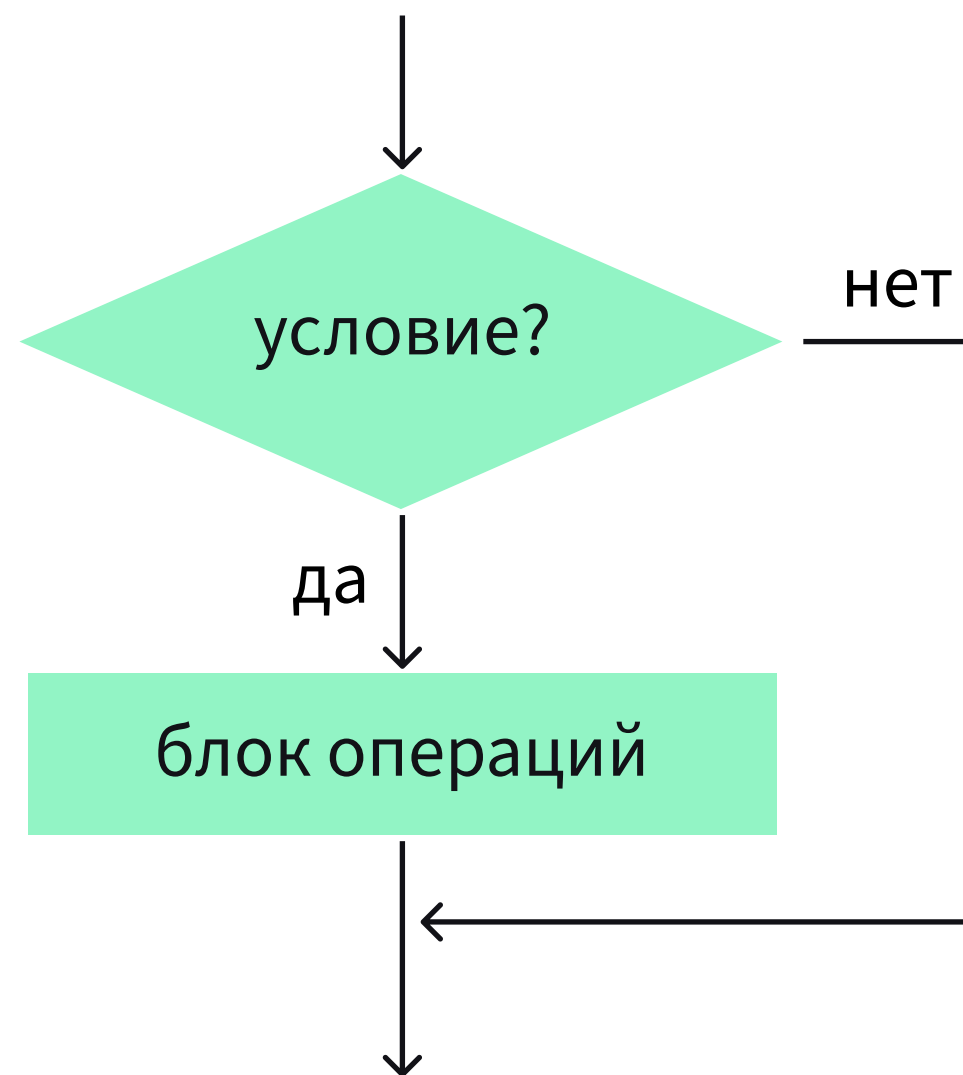 нет
условие?
да
блок операций